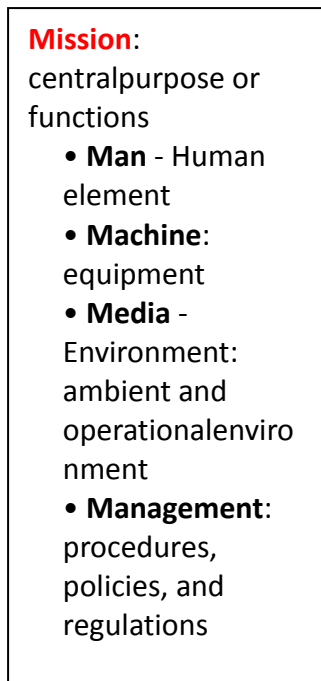 Mission:
centralpurpose or
functions
• Man - Human
element
• Machine:
equipment
• Media -
Environment:
ambient and
operationalenviro
nment
• Management:
procedures,
policies, and
regulations